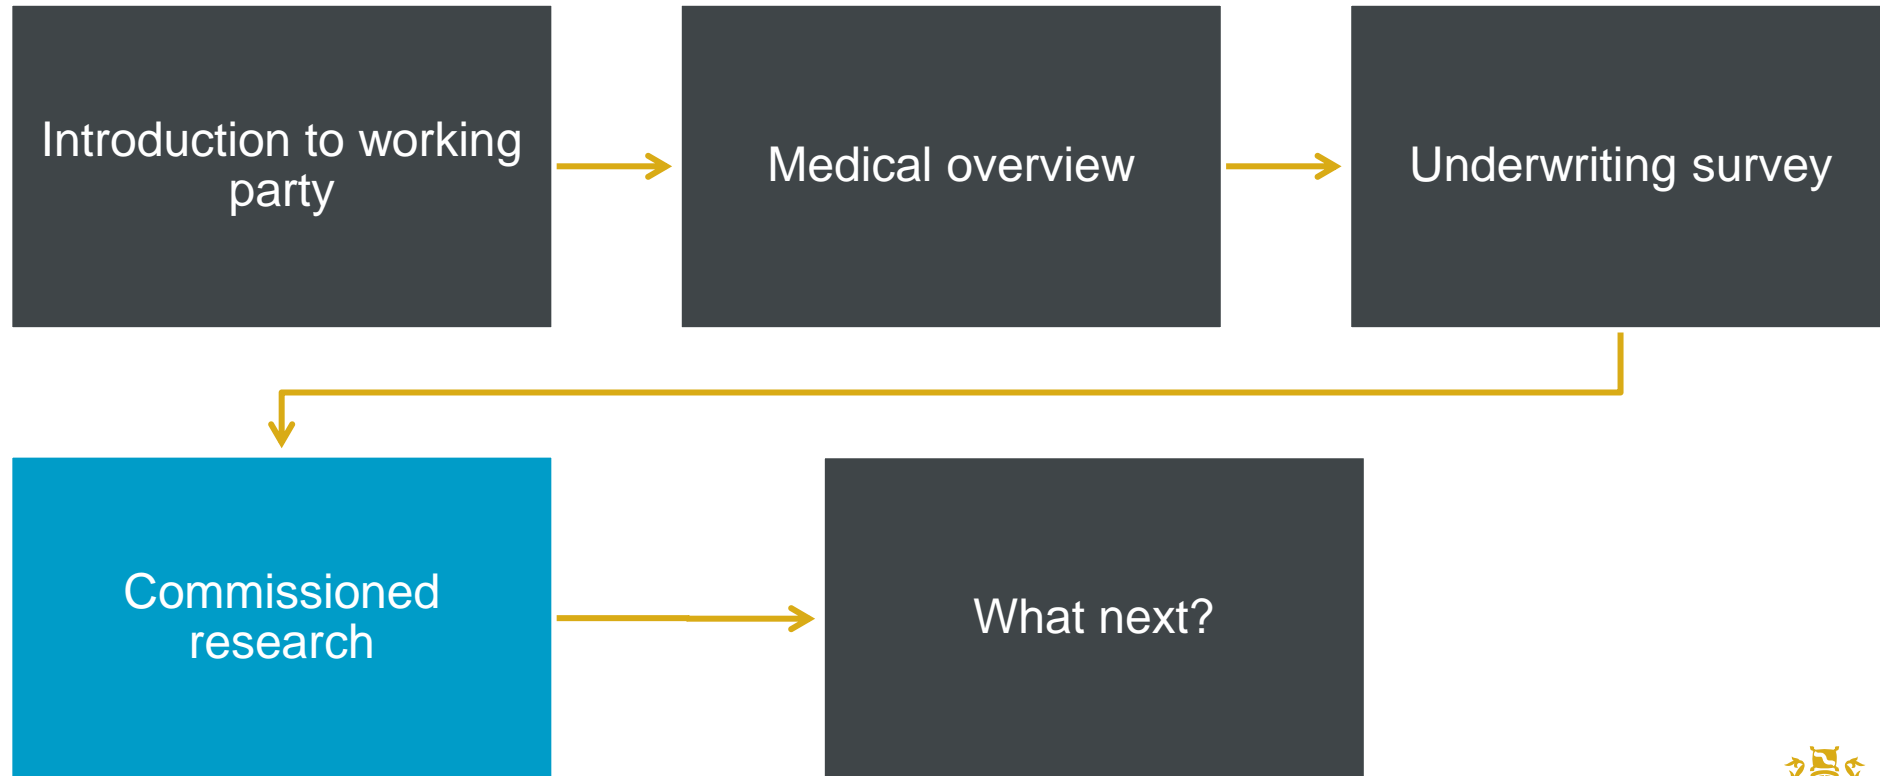 Introduction to working
party
Medical overview
Underwriting survey
Commissioned
research
What next?